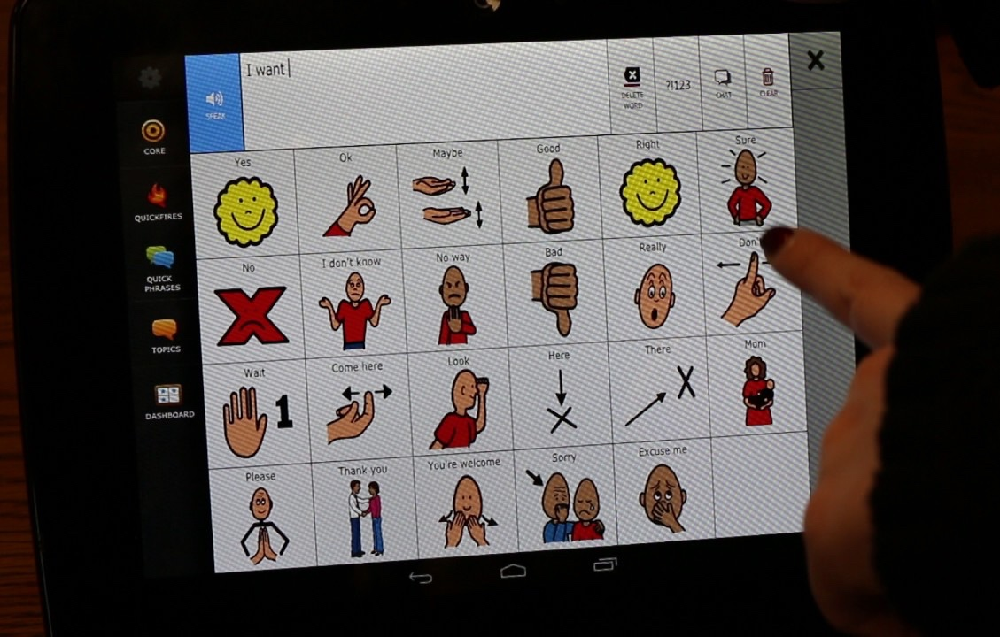 I want
SPEAK
DELETE
WORD
?!123
CHAT
CLEAR
X
CORE
QUICKFIRES
QUICK
PHRASES
TOPICS
DASHBOARD
Yes
Ok
Maybe
Good
Right
Sure
No
I don't know
No way
Bad
Really
Wait
1
Come here
Look
Here
There
Mom
Please
Thank you
You're welcome
Sorry
Excuse me